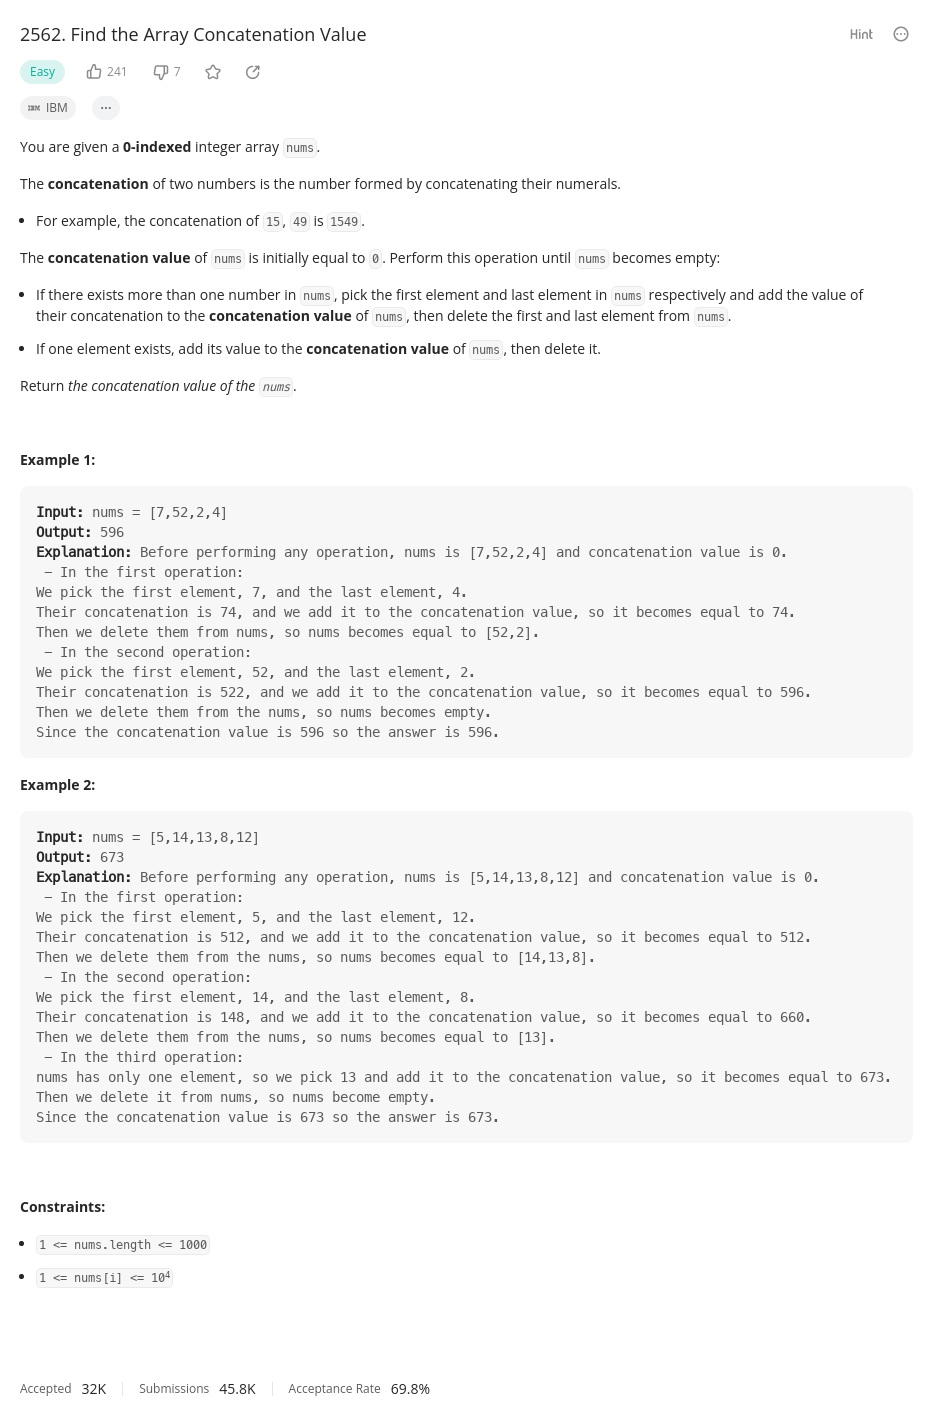 2562. Find the Array Concatenation Value
Hint
Easy 241 7
IBM IBM ...
You are given a 0-indexed integer array nums.
The concatenation of two numbers is the number formed by concatenating their numerals.
• For example, the concatenation of 15, 49 is 1549.
The concatenation value of nums is initially equal to 0. Perform this operation until nums becomes empty:
• If there exists more than one number in nums, pick the first element and last element in nums respectively and add the value of
their concatenation to the concatenation value of nums, then delete the first and last element from nums.
• If one element exists, add its value to the concatenation value of nums, then delete it.
Return the concatenation value of the nums.
Example 1:
Input: nums = [7,52,2,4]
Output: 596
Explanation: Before performing any operation, nums is [7,52,2,4] and concatenation value is 0.
– In the first operation:
We pick the first element, 7, and the last element, 4.
Their concatenation is 74, and we add it to the concatenation value, so it becomes equal to 74.
Then we delete them from nums, so nums becomes equal to [52,2].
– In the second operation:
We pick the first element, 52, and the last element, 2.
Their concatenation is 522, and we add it to the concatenation value, so it becomes equal to 596.
Then we delete them from the nums, so nums becomes empty.
Since the concatenation value is 596 so the answer is 596.
Example 2:
Input: nums = [5,14,13,8,12]
Output: 673
Explanation: Before performing any operation, nums is [5,14,13,8,12] and concatenation value is 0.
– In the first operation:
We pick the first element, 5, and the last element, 12.
Their concatenation is 512, and we add it to the concatenation value, so it becomes equal to 512.
Then we delete them from the nums, so nums becomes equal to [14,13,8].
– In the second operation:
We pick the first element, 14, and the last element, 8.
Their concatenation is 148, and we add it to the concatenation value, so it becomes equal to 660.
Then we delete them from the nums, so nums becomes equal to [13].
– In the third operation:
nums has only one element, so we pick 13 and add it to the concatenation value, so it becomes equal to 673.
Then we delete it from nums, so nums become empty.
Since the concatenation value is 673 so the answer is 673.
Constraints:
• 1 <= nums.length <= 1000
• 1 <= nums[i] <= 10⁴
Accepted 32K Submissions 45.8K Acceptance Rate 69.8%